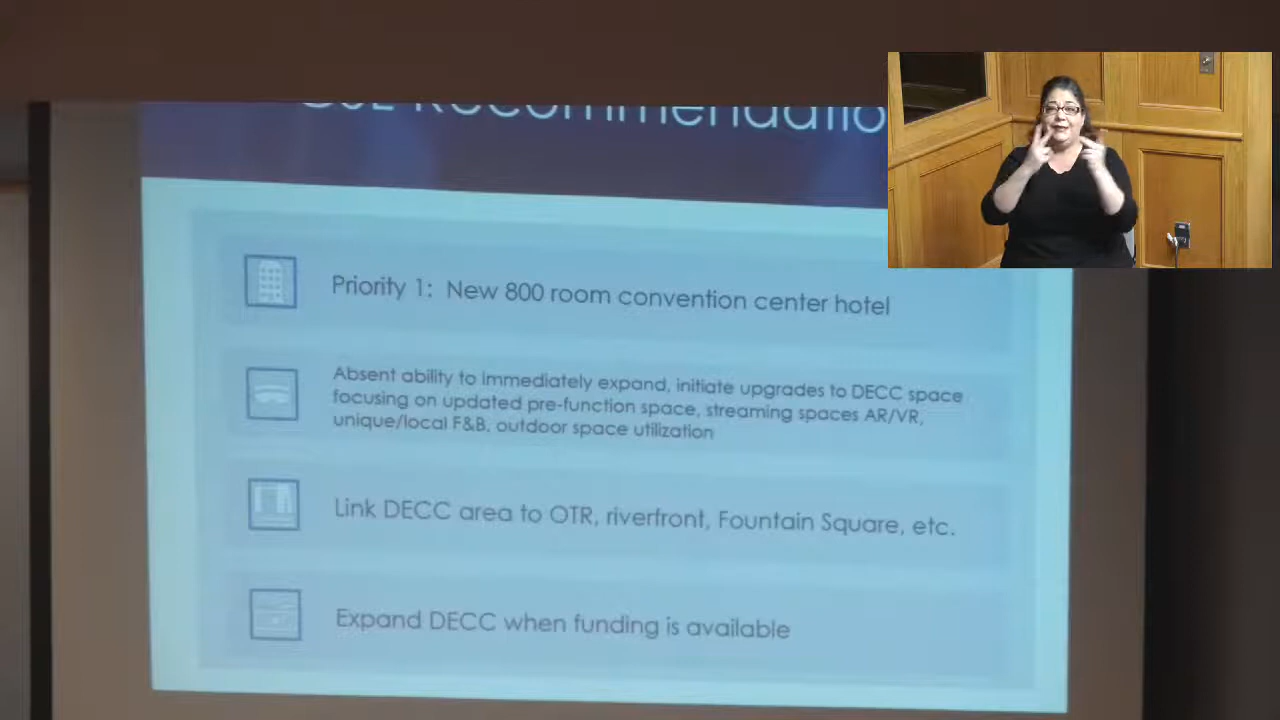 Priority 1: New 800 room convention center hotel
Absent ability to immediately expand, initiate upgrades to DECC space
focusing on updated pre-function space, streaming spaces AR/VR,
unique/local F&B, outdoor space utilization
Link DECC area to OTR, riverfront, Fountain Square, etc.
Expand DECC when funding is available